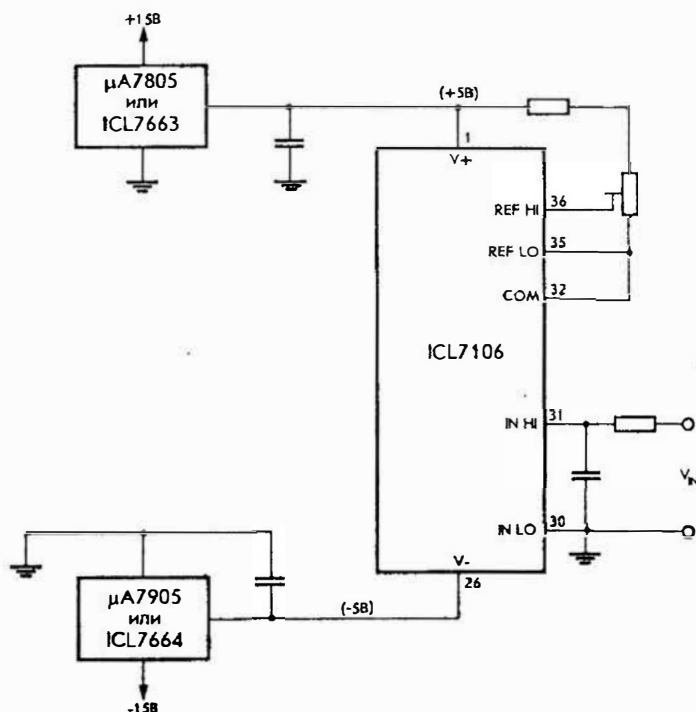 +15В
µA7805
или
ICL7663
(+5В)
1
V+
REF HI
36
REF LO
35
COM
32
ICL7106
IN HI
31
V_IN
IN LO
30
V-
26
(-5В)
µA7905
или
ICL7664
-15В